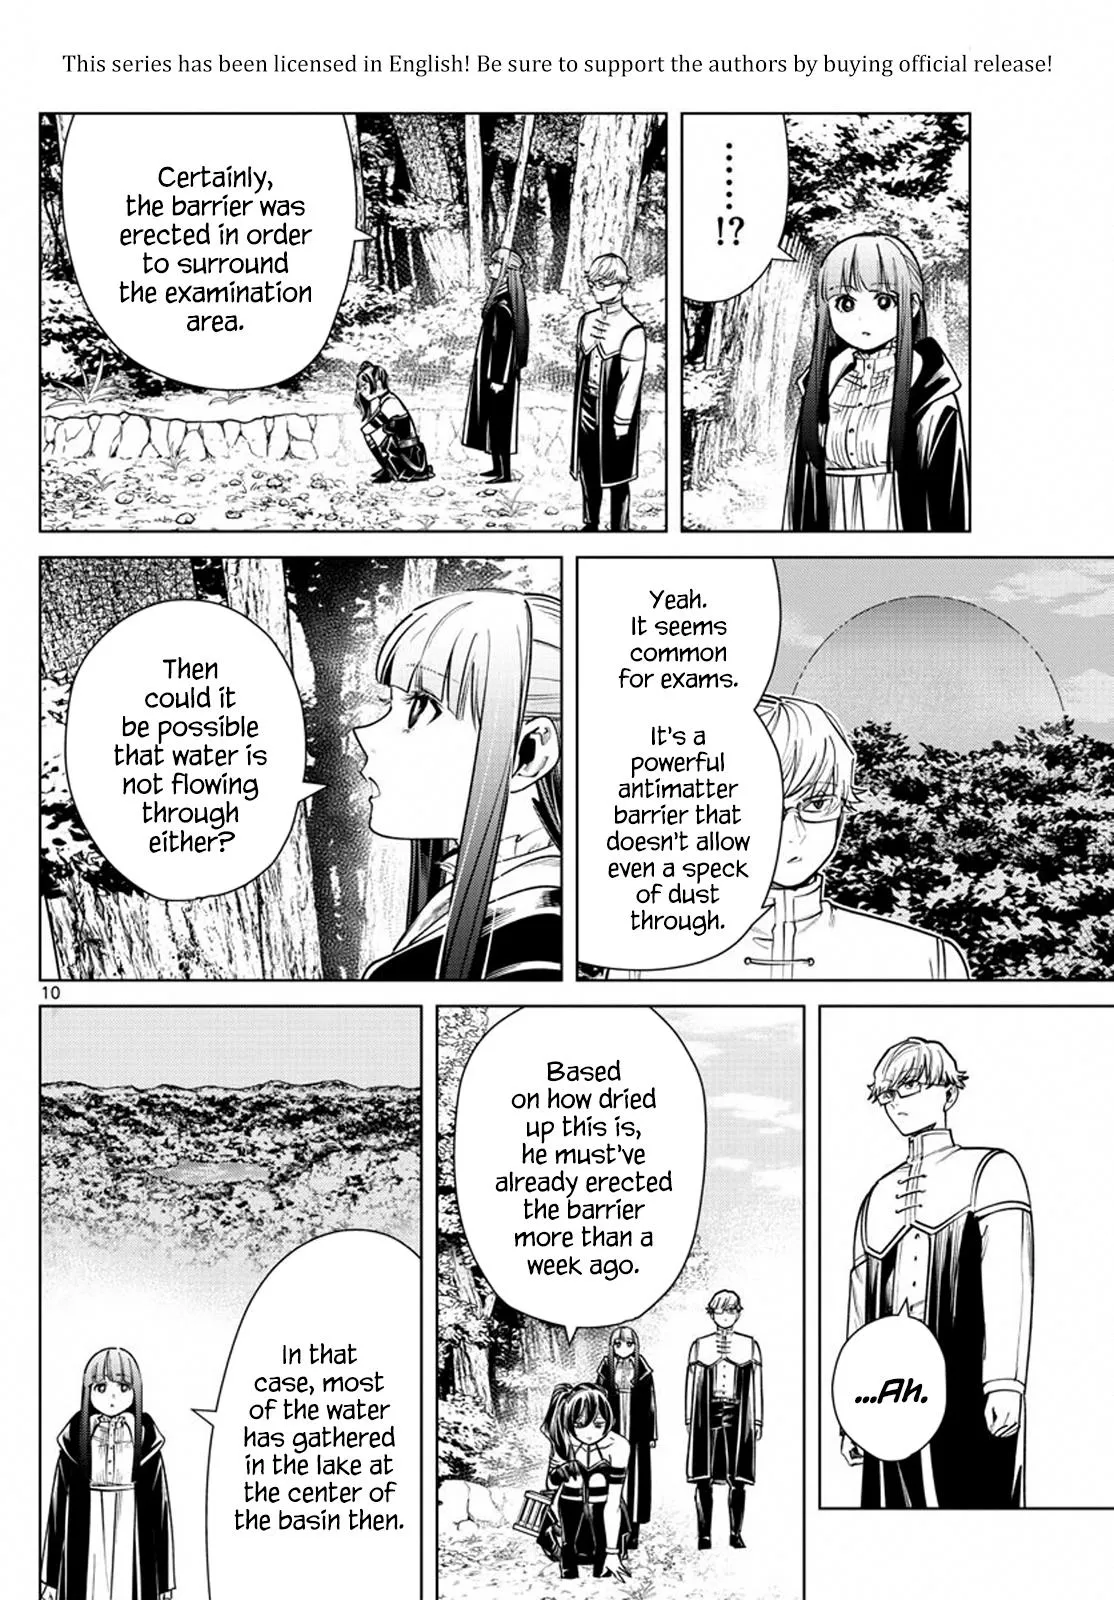 This series has been licensed in English! Be sure to support the authors by buying official release!
......!?
Certainly,
the barrier was
erected in order
to surround
the examination
area.
Yeah.
It seems
common
for exams.
It's a
powerful
antimatter
barrier that
doesn't allow
even a speck
of dust
through.
Then
could it
be possible
that water is
not flowing
through
either?
10
...Ah.
Based
on how dried
up this is,
he must've
already erected
the barrier
more than a
week ago.
In that
case, most
of the water
has gathered
in the lake at
the center of
the basin then.